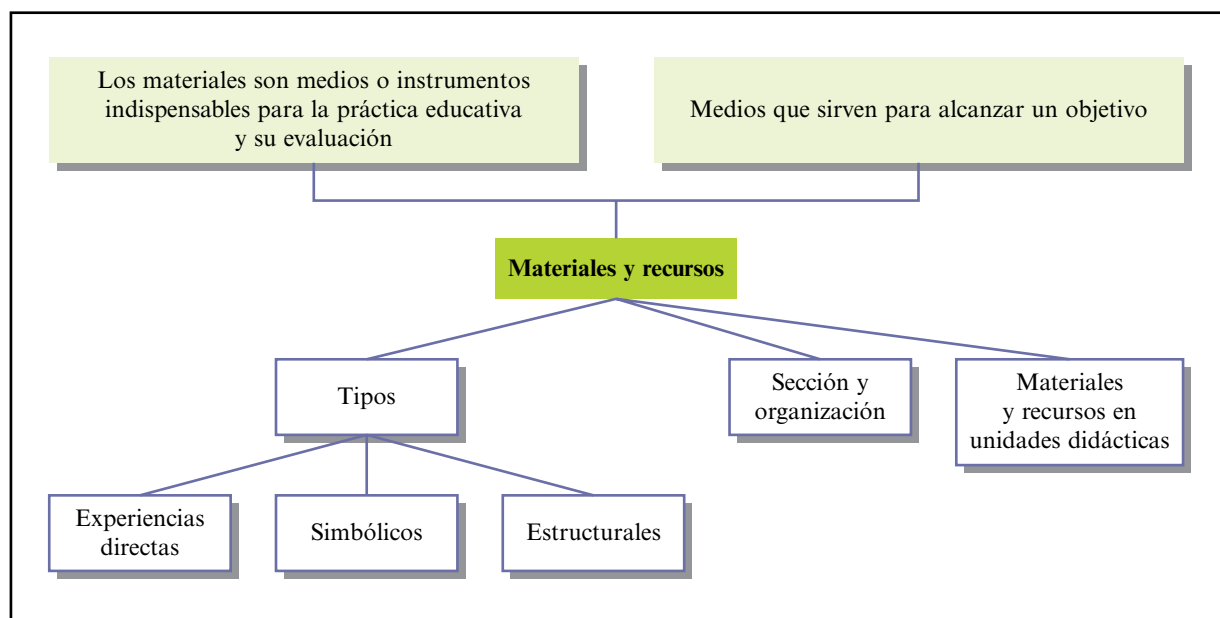 Los materiales son medios o instrumentos
indispensables para la práctica educativa
y su evaluación
Medios que sirven para alcanzar un objetivo
Materiales y recursos
Tipos
Sección y
organización
Materiales
y recursos en
unidades didácticas
Experiencias
directas
Simbólicos
Estructurales